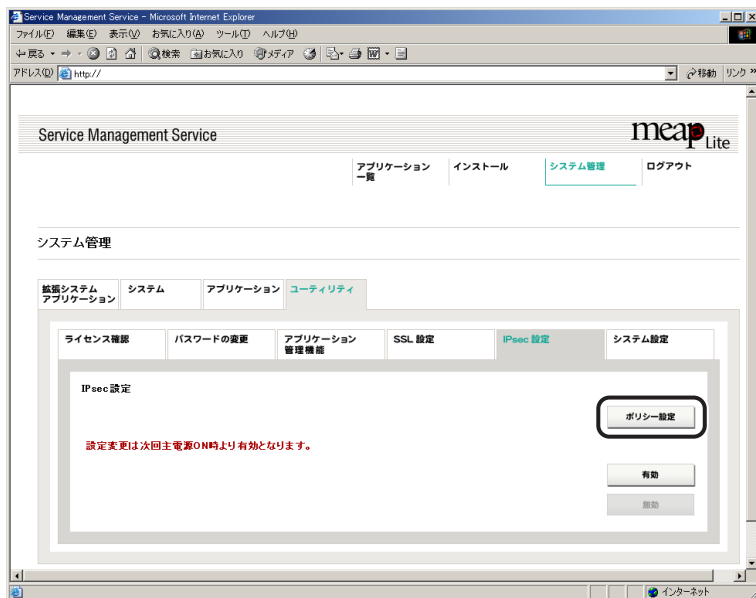 Service Management Service - Microsoft Internet Explorer
ファイル(F) 編集(E) 表示(V) お気に入り(A) ツール(T) ヘルプ(H)
戻る 検索 お気に入り メディア
アドレス(D) http:// 移動 リンク »
Service Management Service
meap Lite
アプリケーション
一覧
インストール
システム管理
ログアウト
システム管理
拡張システム
アプリケーション
システム
アプリケーション
ユーティリティ
ライセンス確認
パスワードの変更
アプリケーション
管理機能
SSL 設定
IPsec 設定
システム設定
IPsec設定
ポリシー設定
設定変更は次回主電源ON時より有効となります。
有効
無効
インターネット